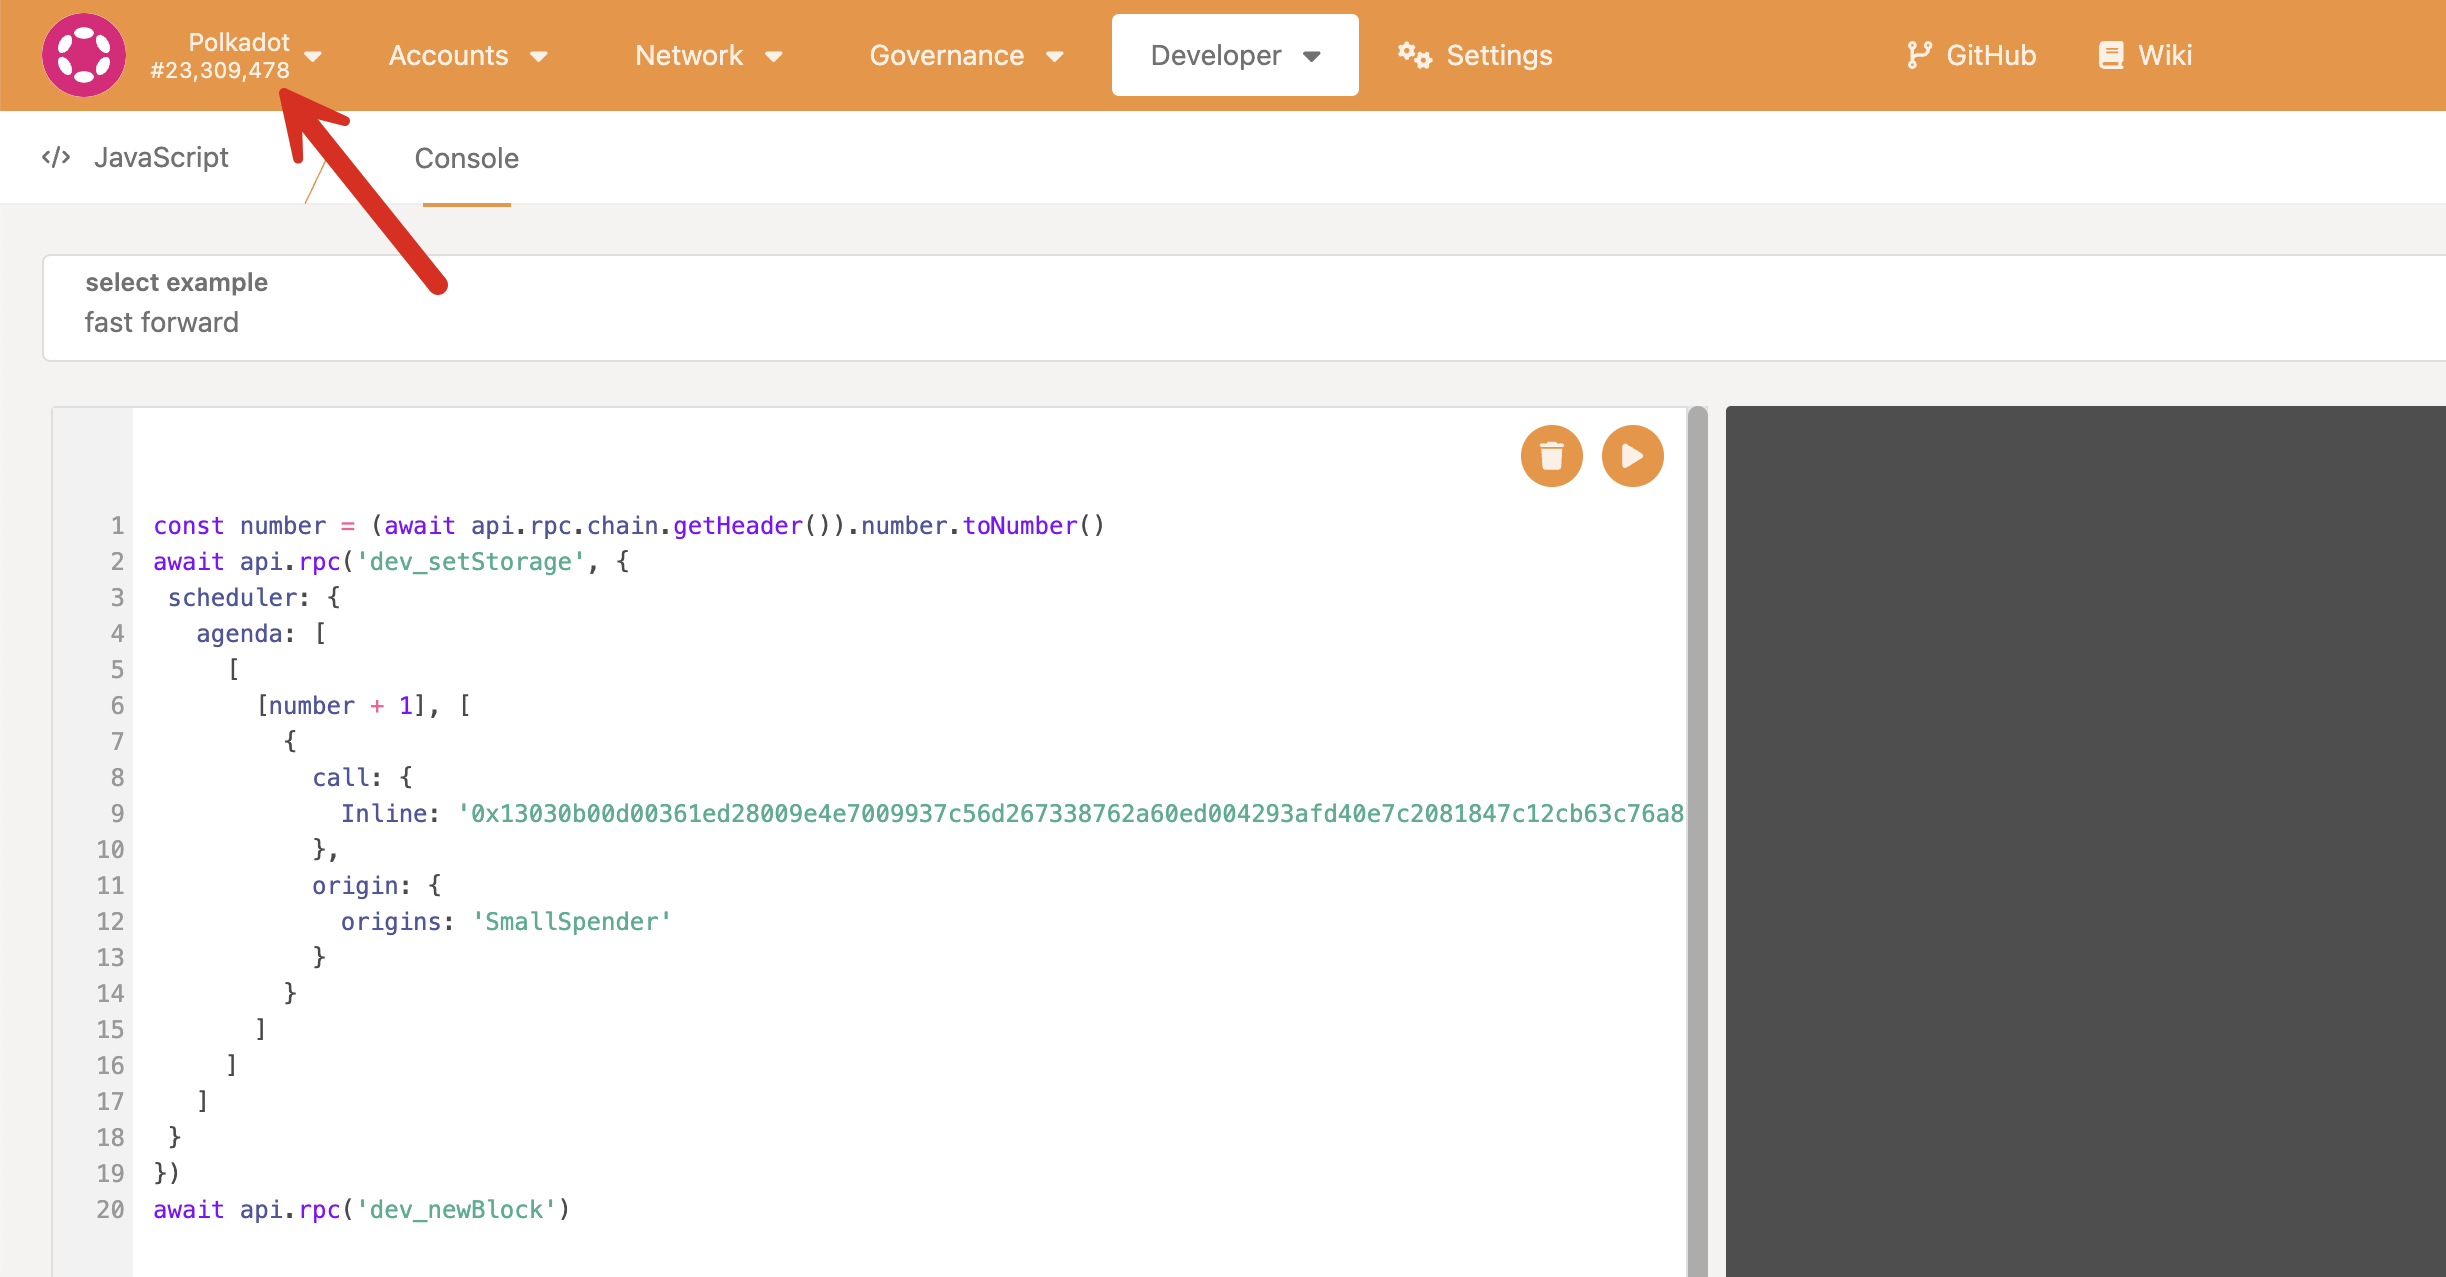 Polkadot
#23,309,478
Accounts
Network
Governance
Developer
Settings
GitHub
Wiki
</> JavaScript
Console
select example
fast forward
1 const number = (await api.rpc.chain.getHeader()).number.toNumber()
2 await api.rpc('dev_setStorage', {
3  scheduler: {
4    agenda: [
5      [
6        [number + 1], [
7          {
8            call: {
9              Inline: '0x13030b00d00361ed28009e4e7009937c56d267338762a60ed004293afd40e7c2081847c12cb63c76a8
10            },
11            origin: {
12              origins: 'SmallSpender'
13            }
14          }
15        ]
16      ]
17    ]
18  }
19 })
20 await api.rpc('dev_newBlock')